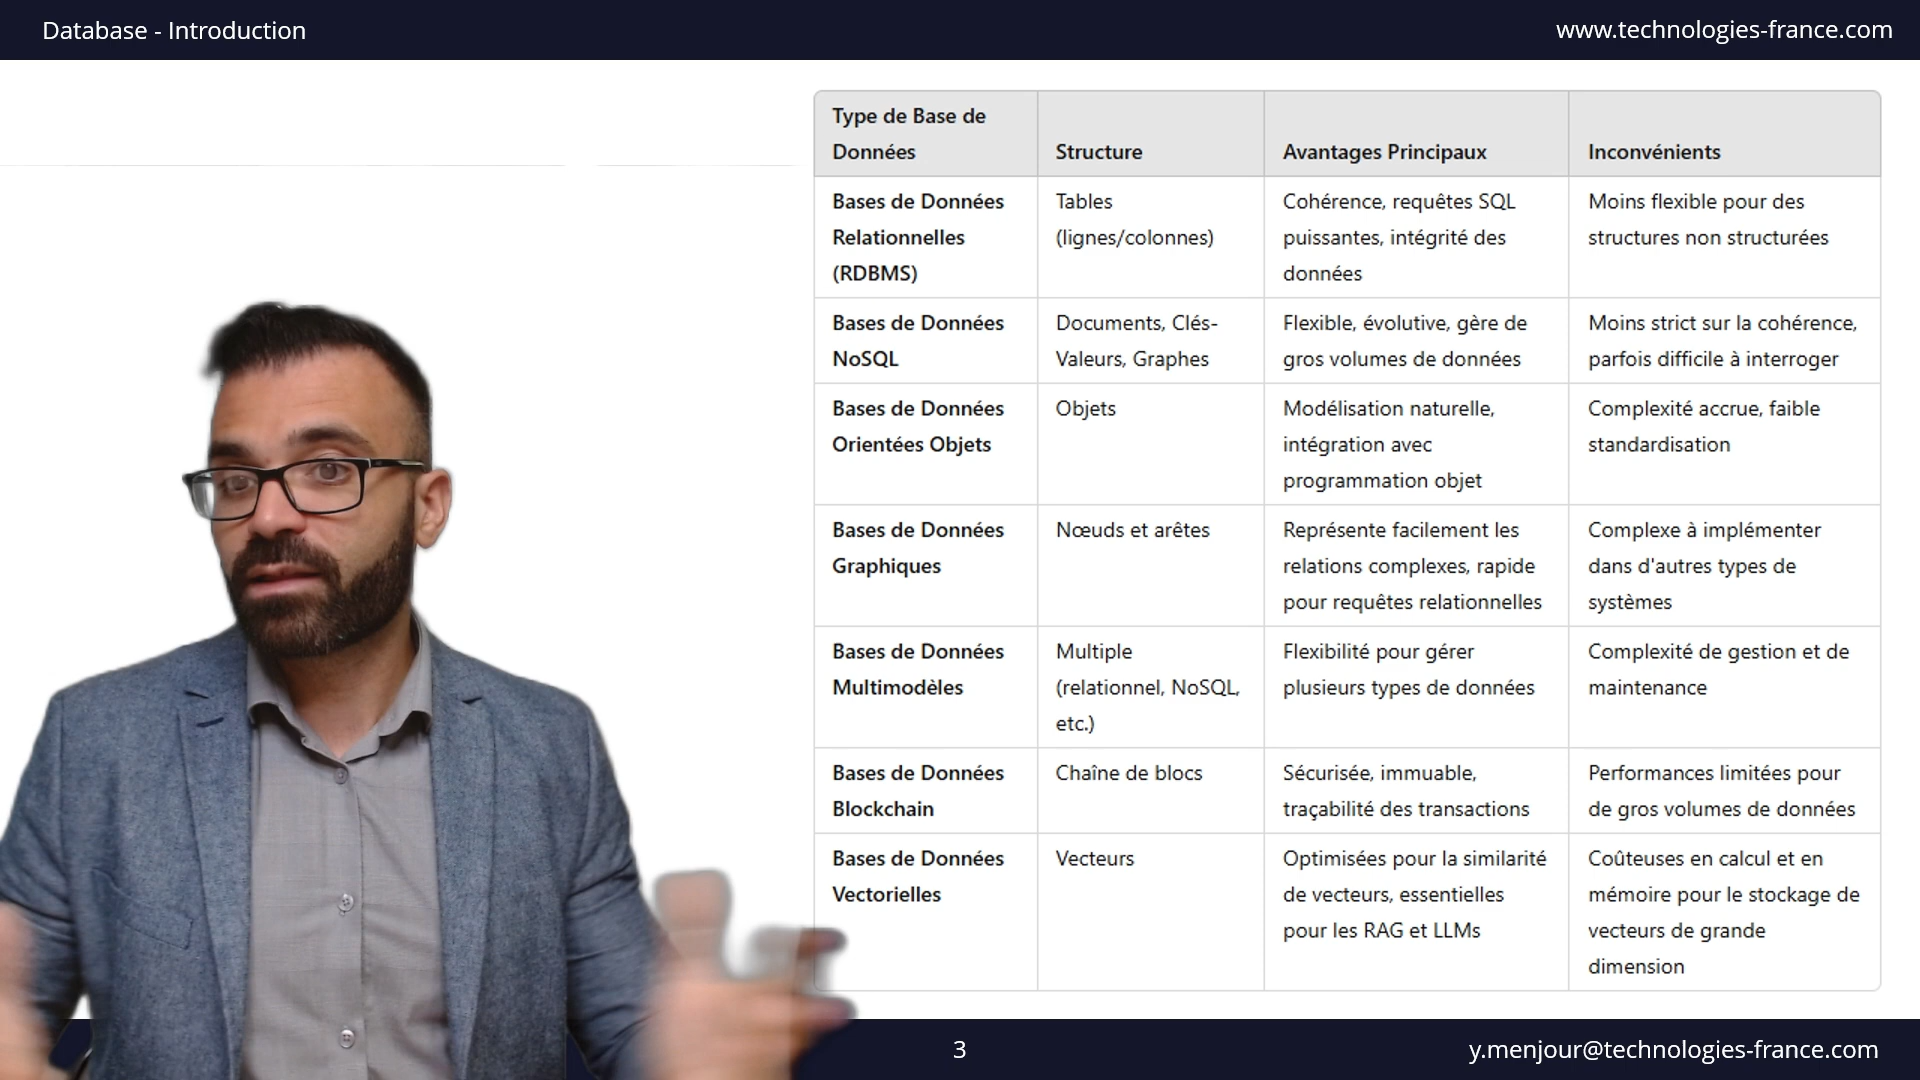 Database - Introduction
www.technologies-france.com
Type de Base de
Données
Structure
Avantages Principaux
Inconvénients
Bases de Données
Relationnelles
(RDBMS)
Tables
(lignes/colonnes)
Cohérence, requêtes SQL
puissantes, intégrité des
données
Moins flexible pour des
structures non structurées
Bases de Données
NoSQL
Documents, Clés-
Valeurs, Graphes
Flexible, évolutive, gère de
gros volumes de données
Moins strict sur la cohérence,
parfois difficile à interroger
Bases de Données
Orientées Objets
Objets
Modélisation naturelle,
intégration avec
programmation objet
Complexité accrue, faible
standardisation
Bases de Données
Graphiques
Nœuds et arêtes
Représente facilement les
relations complexes, rapide
pour requêtes relationnelles
Complexe à implémenter
dans d'autres types de
systèmes
Bases de Données
Multimodèles
Multiple
(relationnel, NoSQL,
etc.)
Flexibilité pour gérer
plusieurs types de données
Complexité de gestion et de
maintenance
Bases de Données
Blockchain
Chaîne de blocs
Sécurisée, immuable,
traçabilité des transactions
Performances limitées pour
de gros volumes de données
Bases de Données
Vectorielles
Vecteurs
Optimisées pour la similarité
de vecteurs, essentielles
pour les RAG et LLMs
Coûteuses en calcul et en
mémoire pour le stockage de
vecteurs de grande
dimension
3
y.menjour@technologies-france.com